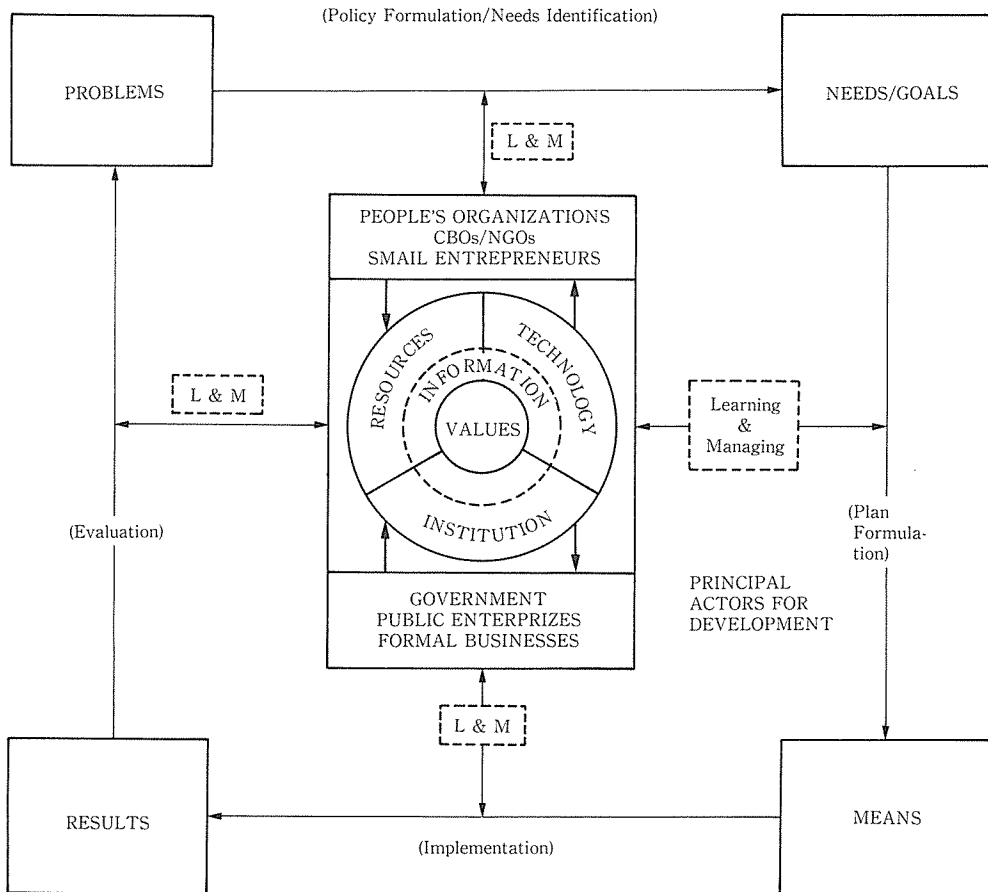 (Policy Formulation/Needs Identification)
PROBLEMS
NEEDS/GOALS
L & M
PEOPLE'S ORGANIZATIONS
CBOs/NGOs
SMAIL ENTREPRENEURS
RESOURCES
TECHNOLOGY
INFORMATION
VALUES
INSTITUTION
L & M
Learning
&
Managing
(Evaluation)
(Plan
Formula-
tion)
GOVERNMENT
PUBLIC ENTERPRIZES
FORMAL BUSINESSES
PRINCIPAL
ACTORS FOR
DEVELOPMENT
L & M
RESULTS
MEANS
(Implementation)